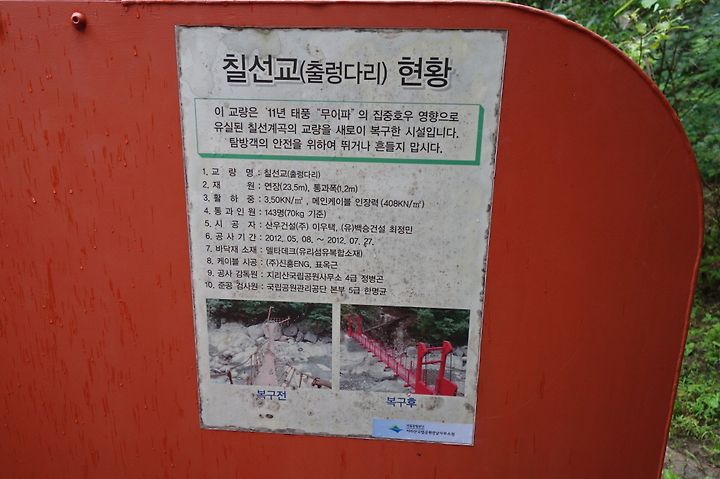 칠선교(출렁다리) 현황
이 교량은 '11년 태풍 "무이파"의 집중호우 영향으로
유실된 칠선계곡의 교량을 새로이 복구한 시설입니다.
탐방객의 안전을 위하여 뛰거나 흔들지 맙시다.
1. 교 량 명 : 칠선교(출렁다리)
2. 재 원 : 연장(23.5m), 통과폭(1.2m)
3. 활 하 중 : 3.50KN/㎡, 메인케이블 인장력 (408KN/㎡)
4. 통 과 인 원 : 143명(70kg 기준)
5. 시 공 자 : 산우건설(주) 이우택, (유)백승건설 최정민
6. 공 사 기 간 : 2012. 05. 08. ~ 2012. 07. 27.
7. 바닥재 소재 : 델타데크(유리섬유복합소재)
8. 케이블 시공 : (주)신흥ENG, 표옥근
9. 공사 감독원 : 지리산국립공원사무소 4급 정병곤
10. 준공 검사원 : 국립공원관리공단 본부 5급 한명균
복구전
복구후